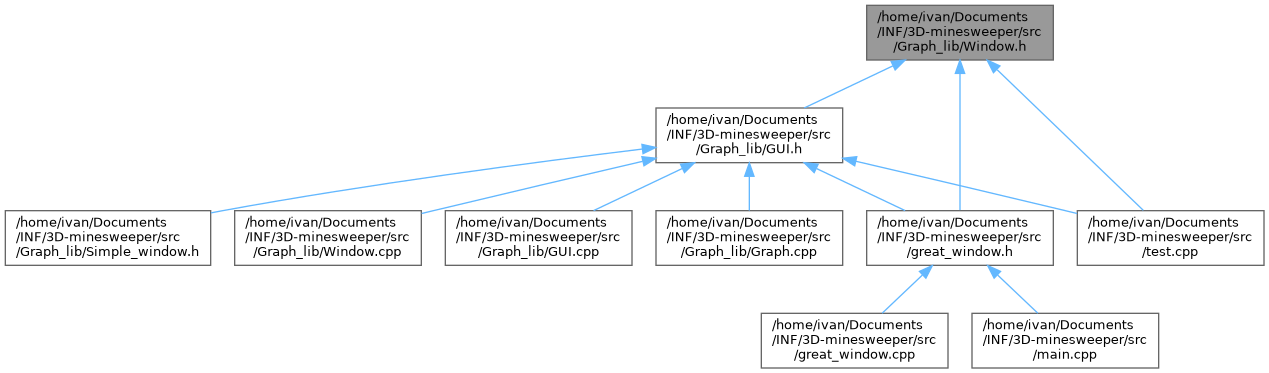 /home/ivan/Documents
/INF/3D-minesweeper/src
/Graph_lib/Window.h
/home/ivan/Documents
/INF/3D-minesweeper/src
/Graph_lib/GUI.h
/home/ivan/Documents
/INF/3D-minesweeper/src
/Graph_lib/Simple_window.h
/home/ivan/Documents
/INF/3D-minesweeper/src
/Graph_lib/Window.cpp
/home/ivan/Documents
/INF/3D-minesweeper/src
/Graph_lib/GUI.cpp
/home/ivan/Documents
/INF/3D-minesweeper/src
/Graph_lib/Graph.cpp
/home/ivan/Documents
/INF/3D-minesweeper/src
/great_window.h
/home/ivan/Documents
/INF/3D-minesweeper/src
/test.cpp
/home/ivan/Documents
/INF/3D-minesweeper/src
/great_window.cpp
/home/ivan/Documents
/INF/3D-minesweeper/src
/main.cpp